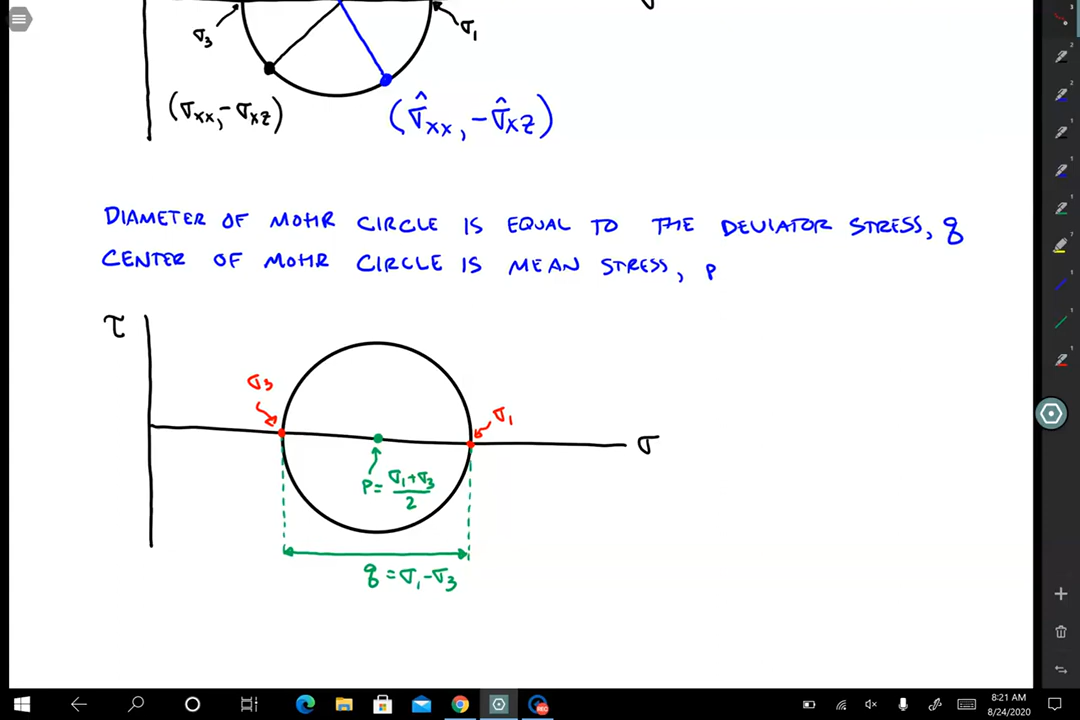 σ3
σ1
(σxx, -σxz)
(σ̂xx, -σ̂xz)
DIAMETER OF MOHR CIRCLE IS EQUAL TO THE DEVIATOR STRESS, q
CENTER OF MOHR CIRCLE IS MEAN STRESS, P
τ
σ3
σ1
σ
P = σ1+σ3
2
q = σ1-σ3
8:21 AM
8/24/2020